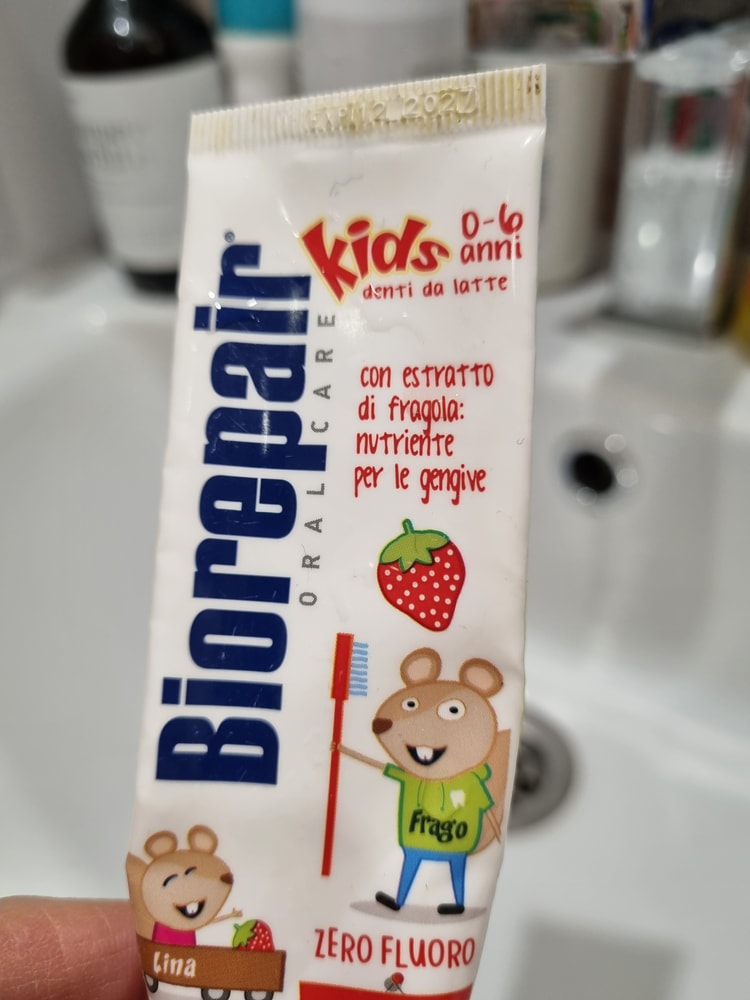 kids
0-6
anni
denti da latte
Biorepair®
ORAL CARE
con estratto
di fragola:
nutriente
per le gengive
Frago
Lina
ZERO FLUORO